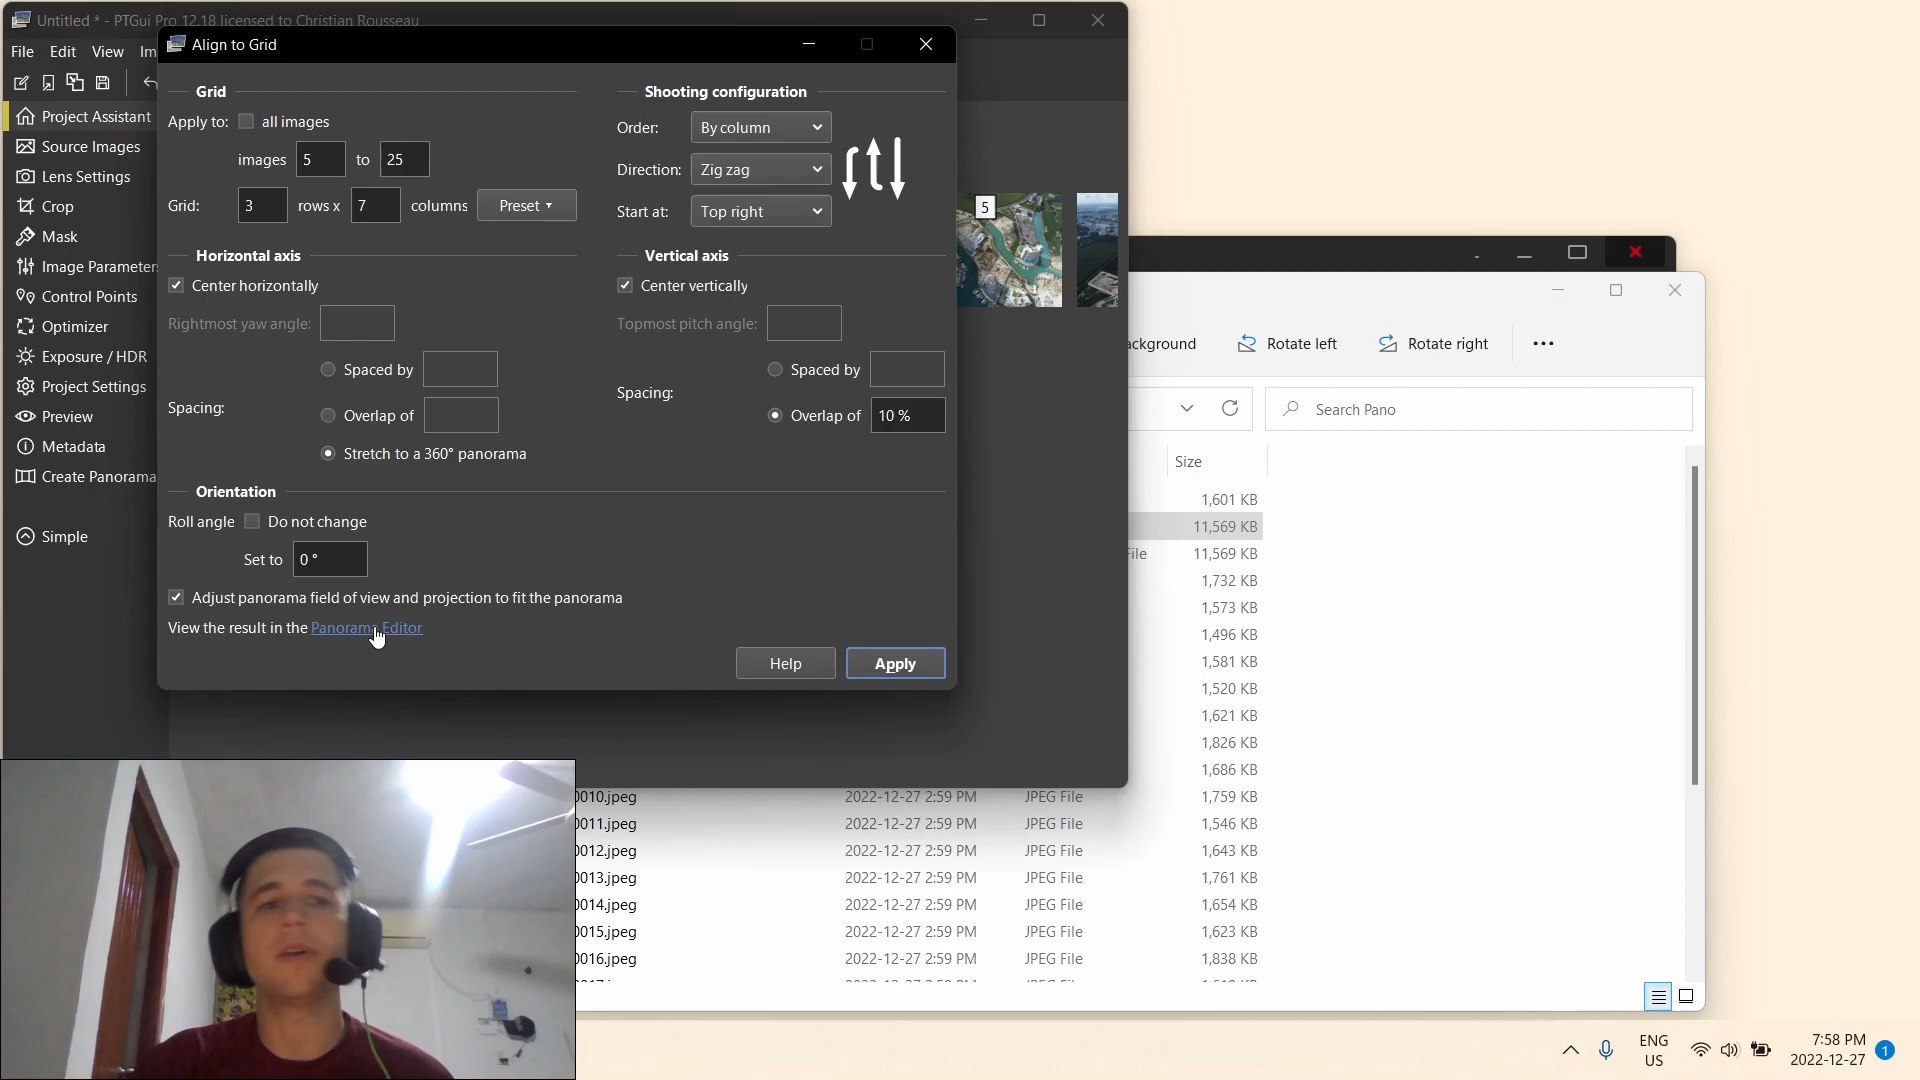 Untitled * - PTGui Pro 12.18 licensed to Christian Rousseau
Align to Grid
File Edit View Im
Project Assistant
Source Images
Lens Settings
Crop
Mask
Image Parameter
Control Points
Optimizer
Exposure / HDR
Project Settings
Preview
Metadata
Create Panorama
Simple
Grid
Apply to: all images
images 5 to 25
Grid: 3 rows x 7 columns Preset
Shooting configuration
Order: By column
Direction: Zig zag
Start at: Top right
Horizontal axis
Center horizontally
Rightmost yaw angle:
Spaced by
Spacing:
Overlap of
Stretch to a 360° panorama
Vertical axis
Center vertically
Topmost pitch angle:
Spaced by
Spacing:
Overlap of 10 %
Orientation
Roll angle Do not change
Set to 0 °
Adjust panorama field of view and projection to fit the panorama
View the result in the Panorama Editor
Help Apply
5
ackground Rotate left Rotate right
Search Pano
Size
1,601 KB
11,569 KB
File 11,569 KB
1,732 KB
1,573 KB
1,496 KB
1,581 KB
1,520 KB
1,621 KB
1,826 KB
1,686 KB
0010.jpeg 2022-12-27 2:59 PM JPEG File 1,759 KB
0011.jpeg 2022-12-27 2:59 PM JPEG File 1,546 KB
0012.jpeg 2022-12-27 2:59 PM JPEG File 1,643 KB
0013.jpeg 2022-12-27 2:59 PM JPEG File 1,761 KB
0014.jpeg 2022-12-27 2:59 PM JPEG File 1,654 KB
0015.jpeg 2022-12-27 2:59 PM JPEG File 1,623 KB
0016.jpeg 2022-12-27 2:59 PM JPEG File 1,838 KB
ENG
US
7:58 PM
2022-12-27
1